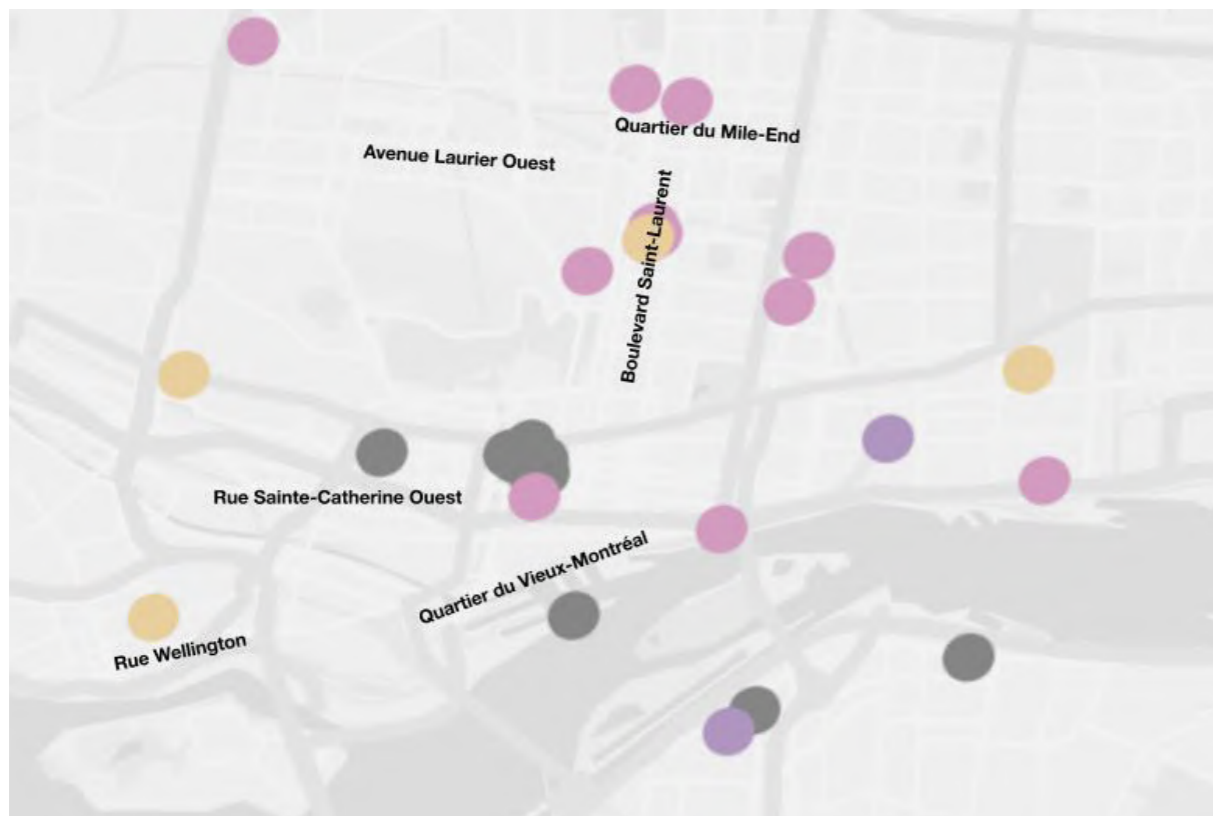 Quartier du Mile-End
Avenue Laurier Ouest
Boulevard Saint-Laurent
Rue Sainte-Catherine Ouest
Quartier du Vieux-Montréal
Rue Wellington